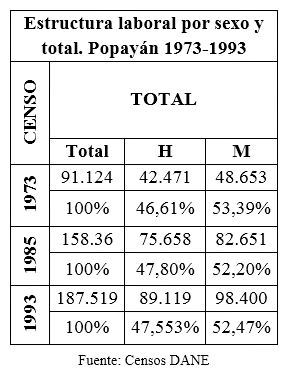 Estructura laboral por sexo y
total. Popayán 1973-1993
CENSO
TOTAL
Total H M
1973
91.124 42.471 48.653
100% 46,61% 53,39%
1985
158.36 75.658 82.651
100% 47,80% 52,20%
1993
187.519 89.119 98.400
100% 47,553% 52,47%
Fuente: Censos DANE